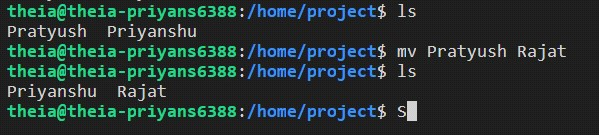 theia@theia-priyans6388:/home/project$ ls
Pratyush  Priyanshu
theia@theia-priyans6388:/home/project$ mv Pratyush Rajat
theia@theia-priyans6388:/home/project$ ls
Priyanshu  Rajat
theia@theia-priyans6388:/home/project$ S